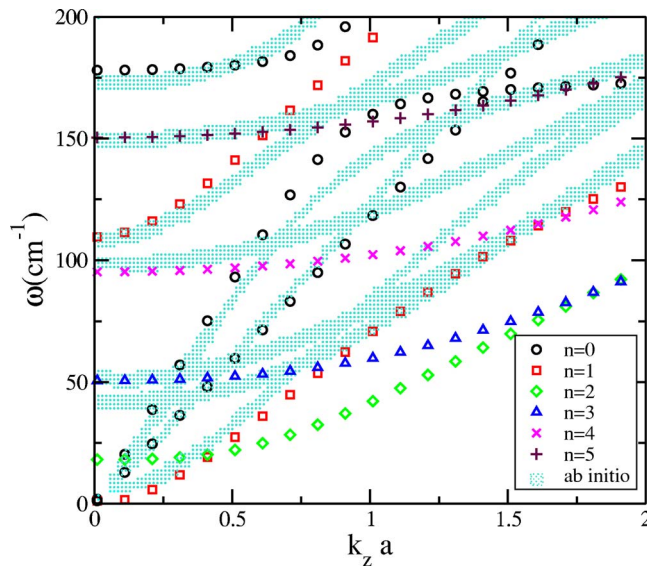 200
150
100
50
0
ω(cm⁻¹)
0
0.5
1
1.5
2
k_z a
n=0
n=1
n=2
n=3
n=4
n=5
ab initio